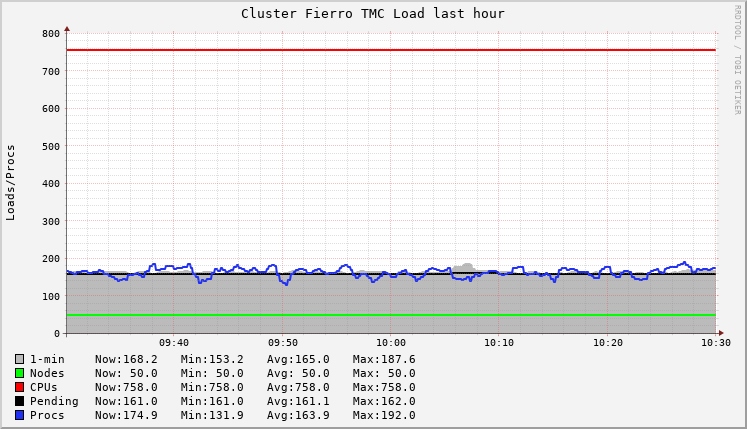 Cluster Fierro TMC Load last hour
RRDTOOL / TOBI OETIKER
Loads/Procs
800
700
600
500
400
300
200
100
0
09:40 09:50 10:00 10:10 10:20 10:30
1-min Now:168.2 Min:153.2 Avg:165.0 Max:187.6
Nodes Now: 50.0 Min: 50.0 Avg: 50.0 Max: 50.0
CPUs Now:758.0 Min:758.0 Avg:758.0 Max:758.0
Pending Now:161.0 Min:161.0 Avg:161.1 Max:162.0
Procs Now:174.9 Min:131.9 Avg:163.9 Max:192.0